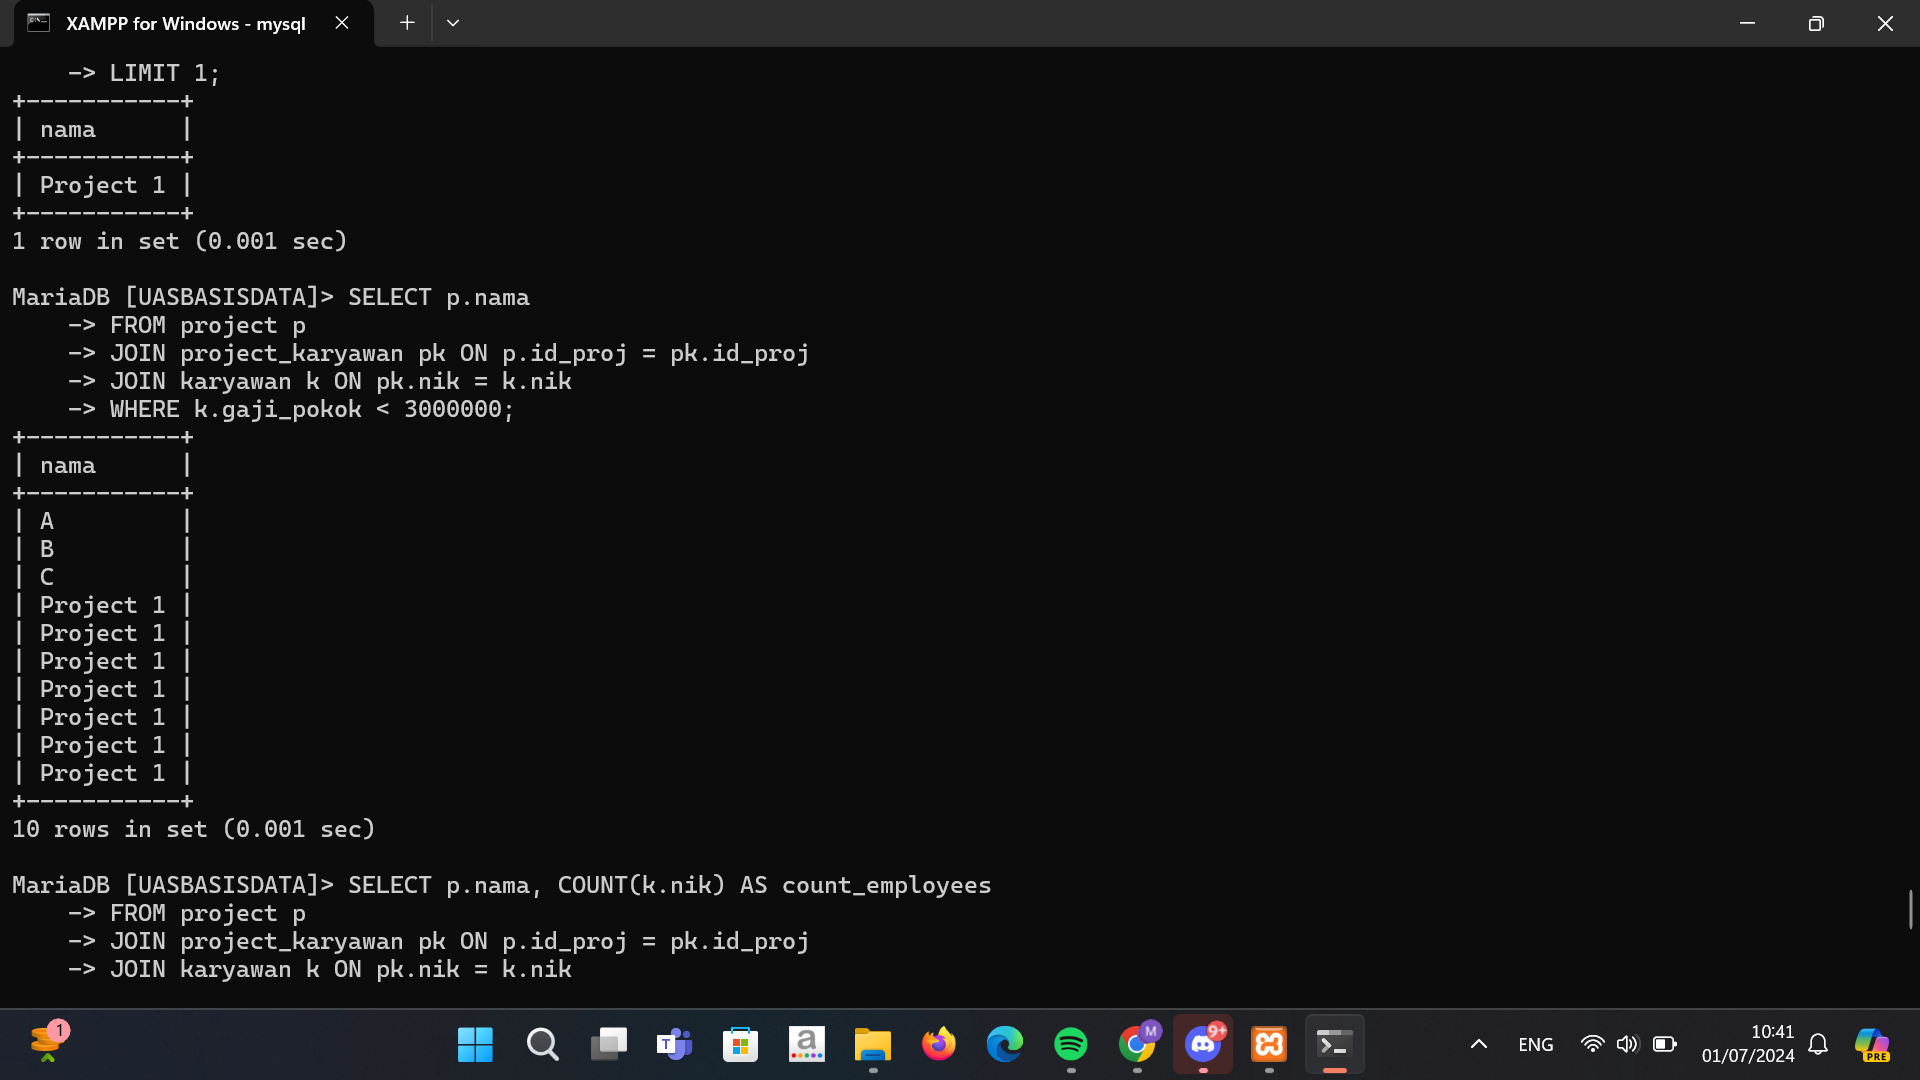 XAMPP for Windows - mysql
    -> LIMIT 1;
+-----------+
| nama      |
+-----------+
| Project 1 |
+-----------+
1 row in set (0.001 sec)
MariaDB [UASBASISDATA]> SELECT p.nama
    -> FROM project p
    -> JOIN project_karyawan pk ON p.id_proj = pk.id_proj
    -> JOIN karyawan k ON pk.nik = k.nik
    -> WHERE k.gaji_pokok < 3000000;
+-----------+
| nama      |
+-----------+
| A         |
| B         |
| C         |
| Project 1 |
| Project 1 |
| Project 1 |
| Project 1 |
| Project 1 |
| Project 1 |
| Project 1 |
+-----------+
10 rows in set (0.001 sec)
MariaDB [UASBASISDATA]> SELECT p.nama, COUNT(k.nik) AS count_employees
    -> FROM project p
    -> JOIN project_karyawan pk ON p.id_proj = pk.id_proj
    -> JOIN karyawan k ON pk.nik = k.nik
1
T
a
M
9+
ENG
10:41
01/07/2024
PRE